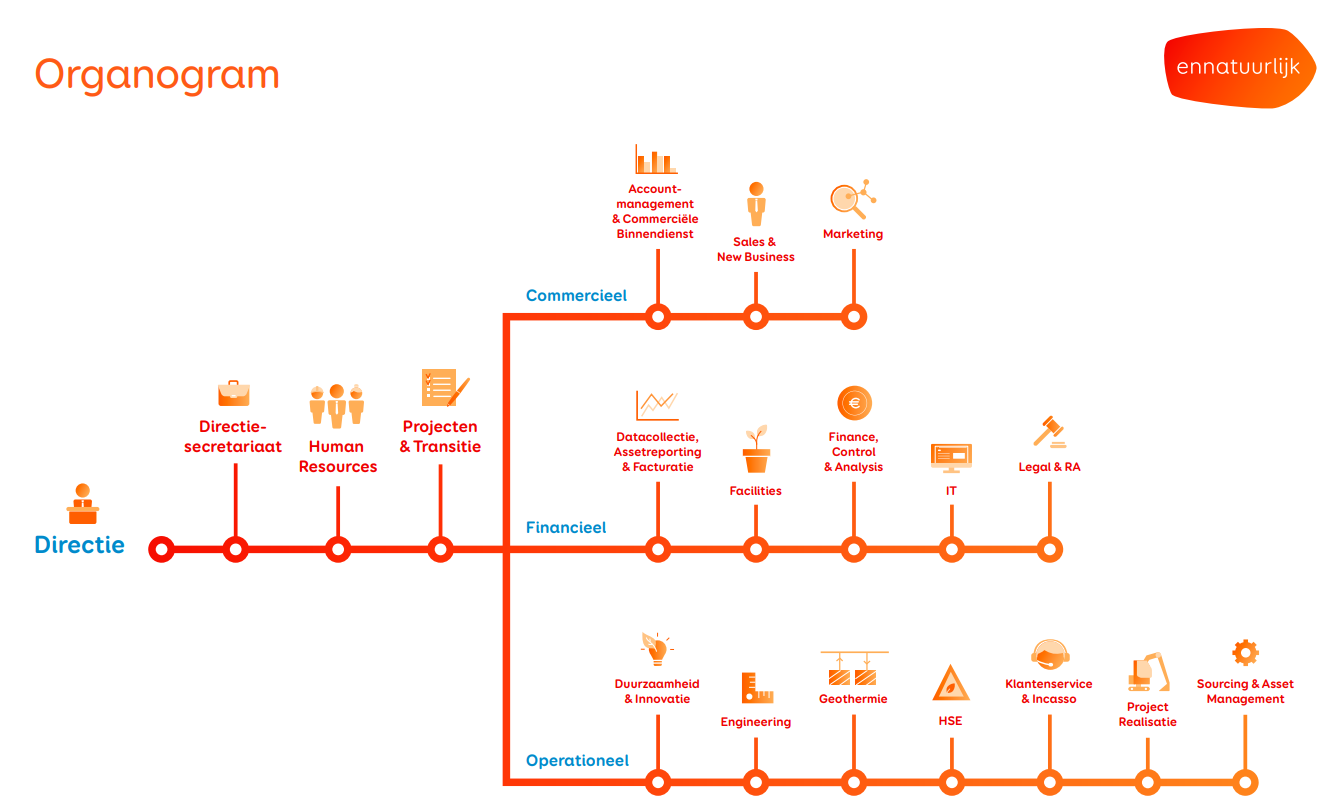 Organogram
ennatuurlijk
Account-
management
& Commerciële
Binnendienst
Sales &
New Business
Marketing
Commercieel
Directie-
secretariaat
Human
Resources
Projecten
& Transitie
Datacollectie,
Assetreporting
& Facturatie
Facilities
Finance,
Control
& Analysis
IT
Legal & RA
Financieel
Directie
Duurzaamheid
& Innovatie
Engineering
Geothermie
HSE
Klantenservice
& Incasso
Project
Realisatie
Sourcing & Asset
Management
Operationeel